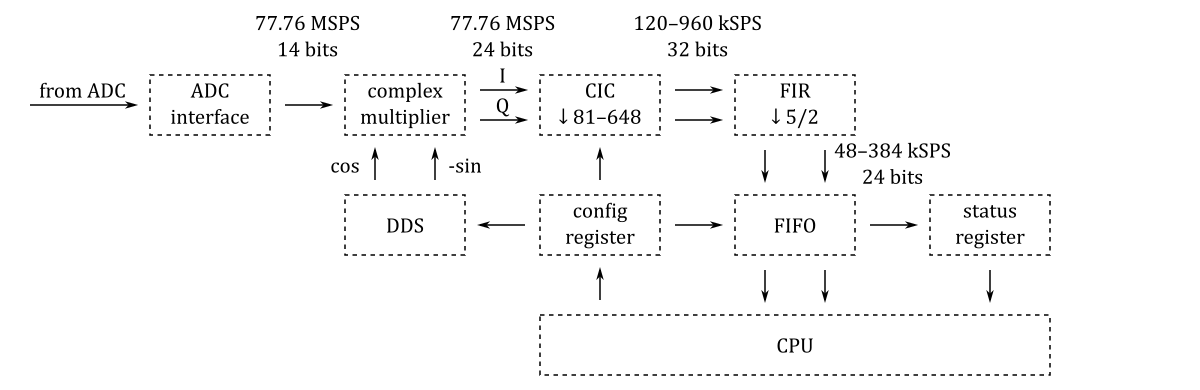 77.76 MSPS
14 bits
77.76 MSPS
24 bits
120–960 kSPS
32 bits
from ADC
ADC
interface
complex
multiplier
I
Q
CIC
↓81–648
FIR
↓5/2
cos
-sin
48–384 kSPS
24 bits
DDS
config
register
FIFO
status
register
CPU